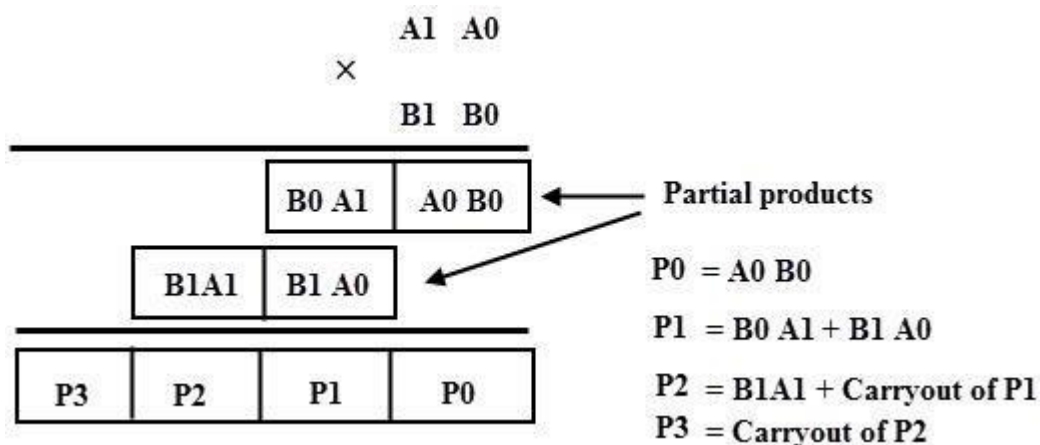 A1 A0
×
B1 B0
B0 A1 A0 B0
Partial products
B1A1 B1 A0
P0 = A0 B0
P1 = B0 A1 + B1 A0
P3 P2 P1 P0
P2 = B1A1 + Carryout of P1
P3 = Carryout of P2